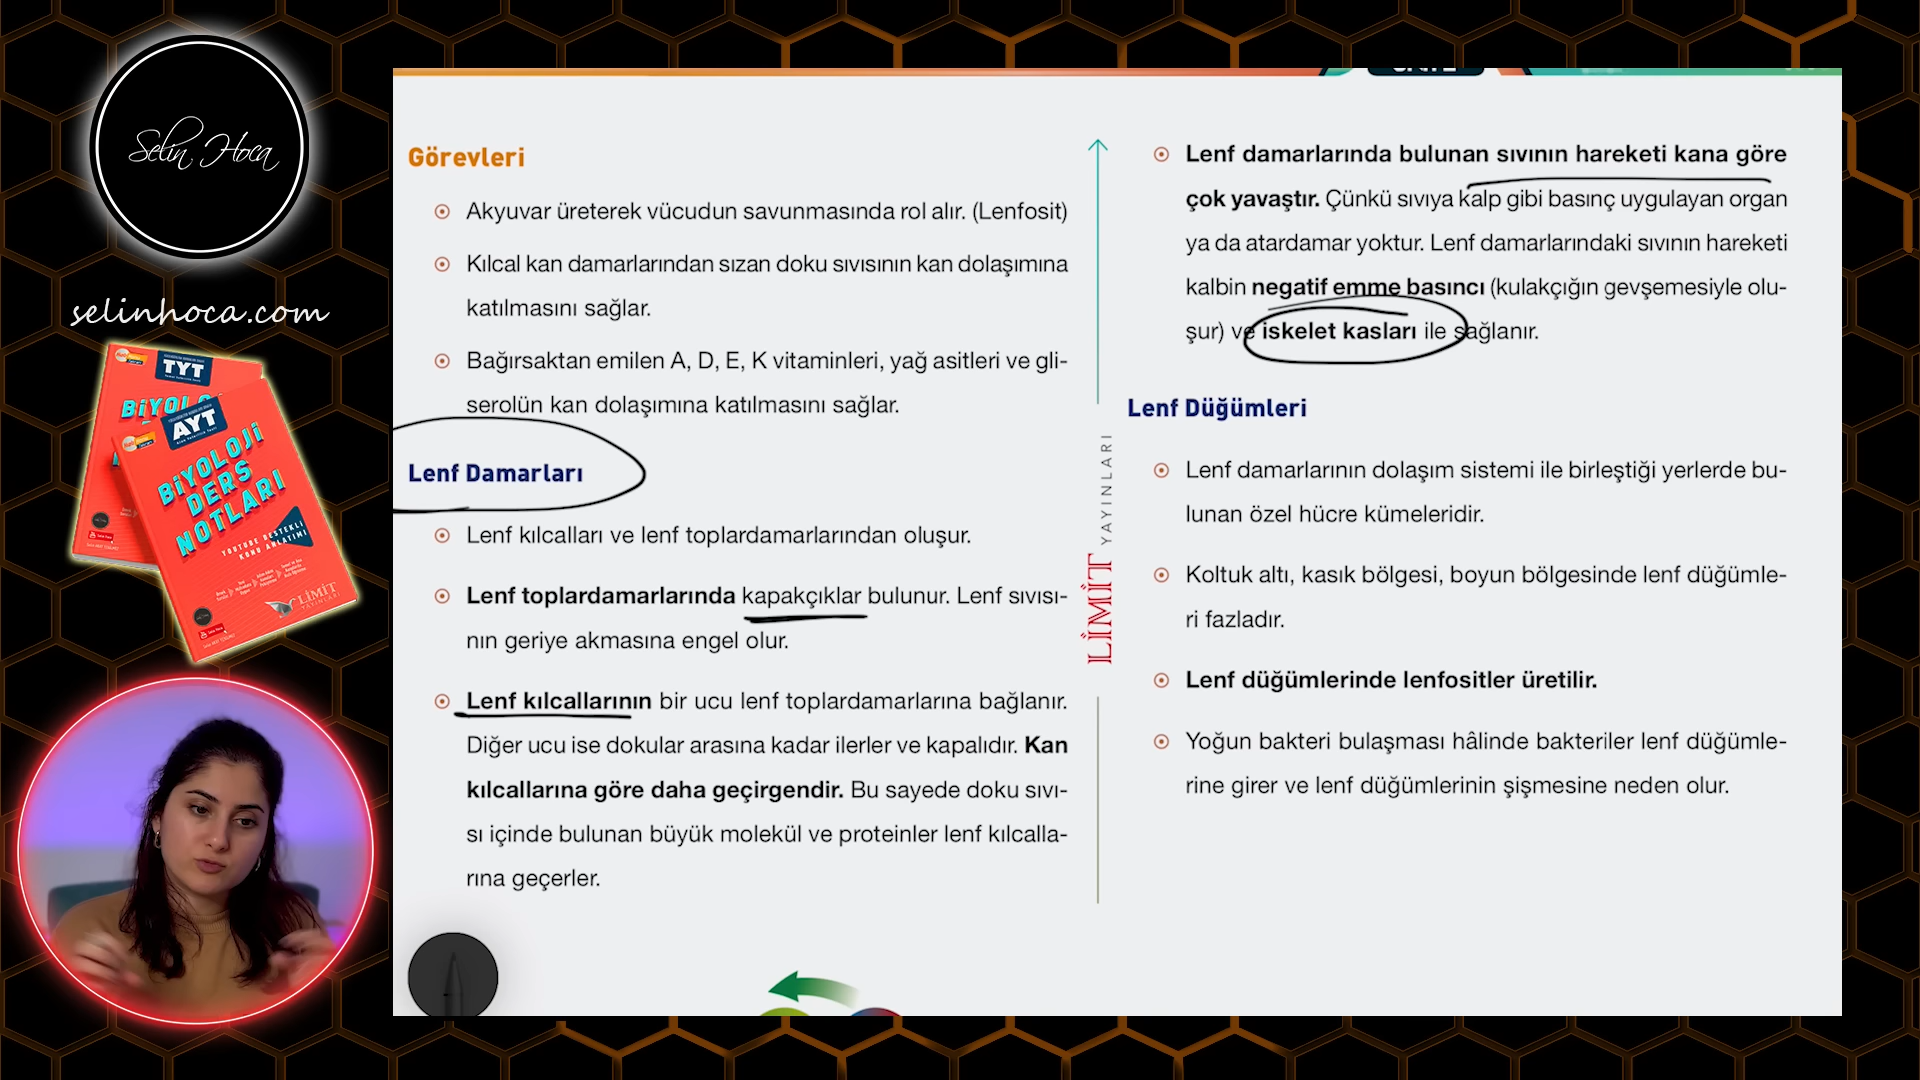 Selin Hoca
selinhoca.com
TYT
BİYOLO
AYT
BİYOLOJİ
DERS
NOTLARI
YOUTUBE DESTEKLİ
KONU ANLATIMI
LİMİT
YAYINLARI
Görevleri
Akyuvar üreterek vücudun savunmasında rol alır. (Lenfosit)
Kılcal kan damarlarından sızan doku sıvısının kan dolaşımına
katılmasını sağlar.
Bağırsaktan emilen A, D, E, K vitaminleri, yağ asitleri ve gli-
serolün kan dolaşımına katılmasını sağlar.
Lenf Damarları
Lenf kılcalları ve lenf toplardamarlarından oluşur.
Lenf toplardamarlarında kapakçıklar bulunur. Lenf sıvısı-
nın geriye akmasına engel olur.
Lenf kılcallarının bir ucu lenf toplardamarlarına bağlanır.
Diğer ucu ise dokular arasına kadar ilerler ve kapalıdır. Kan
kılcallarına göre daha geçirgendir. Bu sayede doku sıvı-
sı içinde bulunan büyük molekül ve proteinler lenf kılcalla-
rına geçerler.
LİMİT YAYINLARI
Lenf damarlarında bulunan sıvının hareketi kana göre
çok yavaştır. Çünkü sıvıya kalp gibi basınç uygulayan organ
ya da atardamar yoktur. Lenf damarlarındaki sıvının hareketi
kalbin negatif emme basıncı (kulakçığın gevşemesiyle olu-
şur) ve iskelet kasları ile sağlanır.
Lenf Düğümleri
Lenf damarlarının dolaşım sistemi ile birleştiği yerlerde bu-
lunan özel hücre kümeleridir.
Koltuk altı, kasık bölgesi, boyun bölgesinde lenf düğümle-
ri fazladır.
Lenf düğümlerinde lenfositler üretilir.
Yoğun bakteri bulaşması hâlinde bakteriler lenf düğümle-
rine girer ve lenf düğümlerinin şişmesine neden olur.